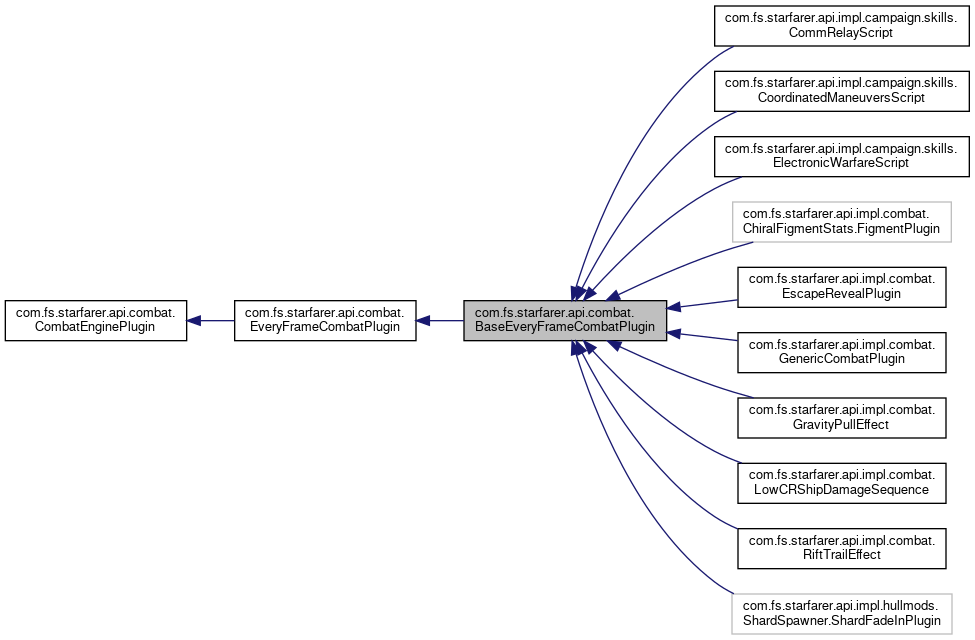 com.fs.starfarer.api.impl.campaign.skills.
CommRelayScript
com.fs.starfarer.api.impl.campaign.skills.
CoordinatedManeuversScript
com.fs.starfarer.api.impl.campaign.skills.
ElectronicWarfareScript
com.fs.starfarer.api.impl.combat.
ChiralFigmentStats.FigmentPlugin
com.fs.starfarer.api.impl.combat.
EscapeRevealPlugin
com.fs.starfarer.api.combat.
CombatEnginePlugin
com.fs.starfarer.api.combat.
EveryFrameCombatPlugin
com.fs.starfarer.api.combat.
BaseEveryFrameCombatPlugin
com.fs.starfarer.api.impl.combat.
GenericCombatPlugin
com.fs.starfarer.api.impl.combat.
GravityPullEffect
com.fs.starfarer.api.impl.combat.
LowCRShipDamageSequence
com.fs.starfarer.api.impl.combat.
RiftTrailEffect
com.fs.starfarer.api.impl.hullmods.
ShardSpawner.ShardFadeInPlugin